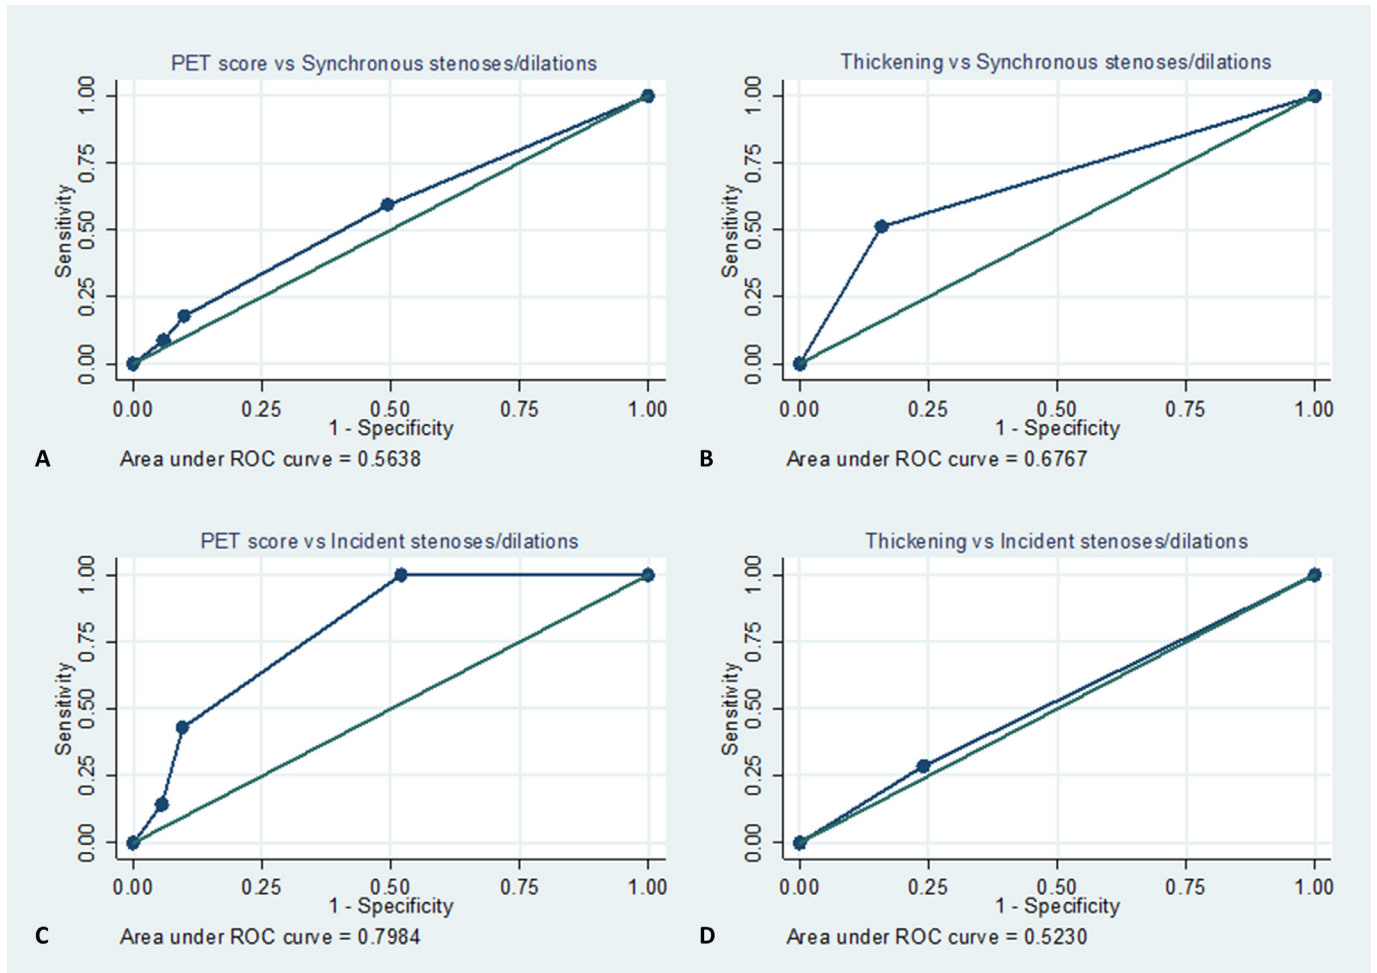 PET score vs Synchronous stenoses/dilations
Sensitivity
1.00
0.75
0.50
0.25
0.00
0.00 0.25 0.50 0.75 1.00
1 - Specificity
A Area under ROC curve = 0.5638
Thickening vs Synchronous stenoses/dilations
Sensitivity
1.00
0.75
0.50
0.25
0.00
0.00 0.25 0.50 0.75 1.00
1 - Specificity
B Area under ROC curve = 0.6767
PET score vs Incident stenoses/dilations
Sensitivity
1.00
0.75
0.50
0.25
0.00
0.00 0.25 0.50 0.75 1.00
1 - Specificity
C Area under ROC curve = 0.7984
Thickening vs Incident stenoses/dilations
Sensitivity
1.00
0.75
0.50
0.25
0.00
0.00 0.25 0.50 0.75 1.00
1 - Specificity
D Area under ROC curve = 0.5230